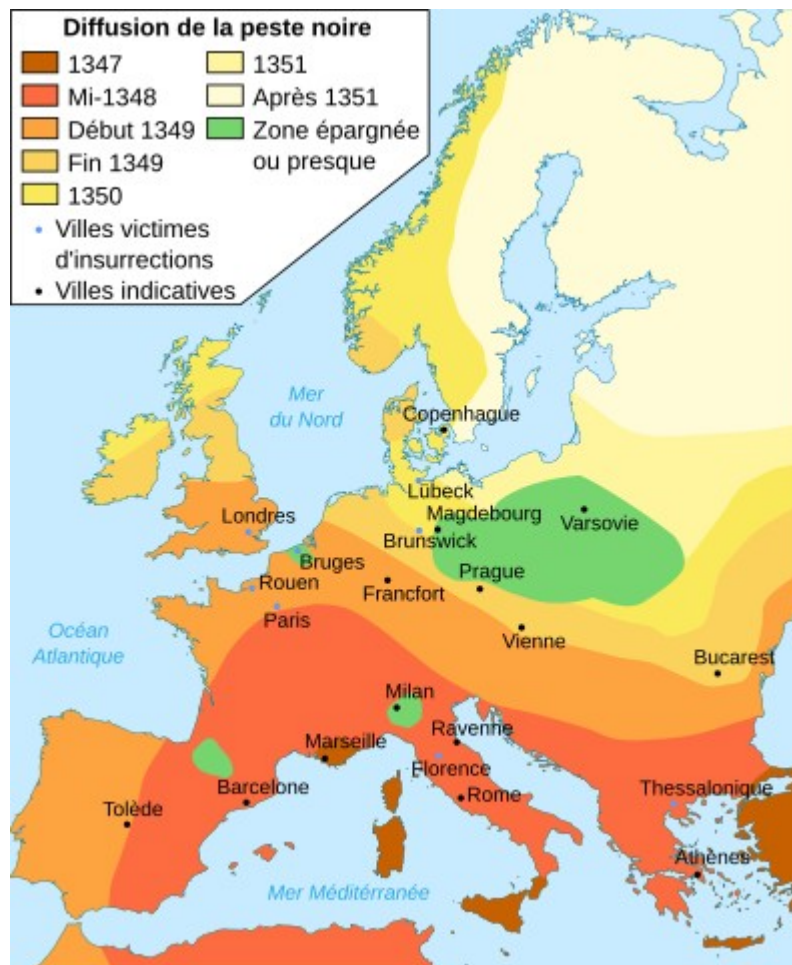 Diffusion de la peste noire
1347
Mi-1348
Début 1349
Fin 1349
1350
1351
Après 1351
Zone épargnée
ou presque
Villes victimes
d'insurrections
Villes indicatives
Mer
du Nord
Copenhague
Lübeck
Magdebourg
Varsovie
Londres
Brunswick
Bruges
Prague
Rouen
Francfort
Paris
Vienne
Océan
Atlantique
Bucarest
Milan
Ravenne
Marseille
Florence
Barcelone
Rome
Thessalonique
Tolède
Athènes
Mer Méditérranée